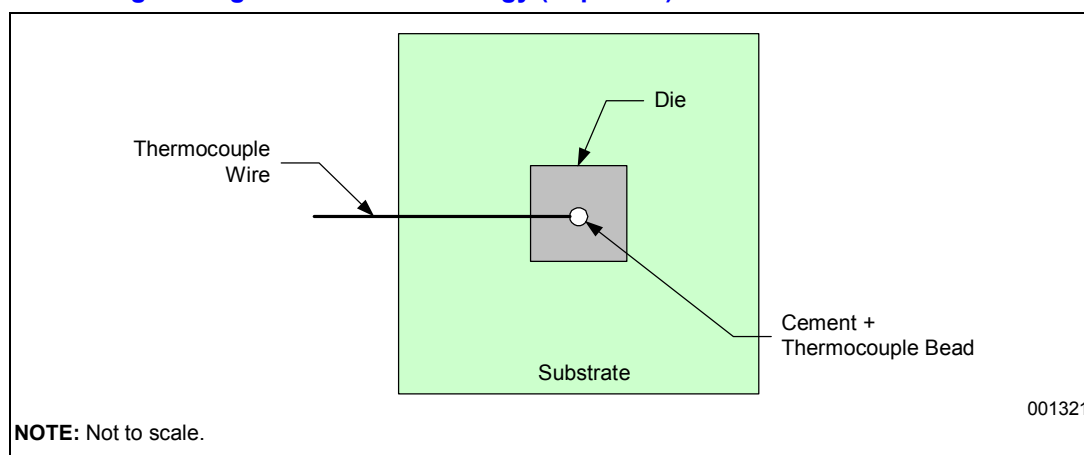 Die
Thermocouple
Wire
Cement +
Thermocouple Bead
Substrate
001321
NOTE: Not to scale.